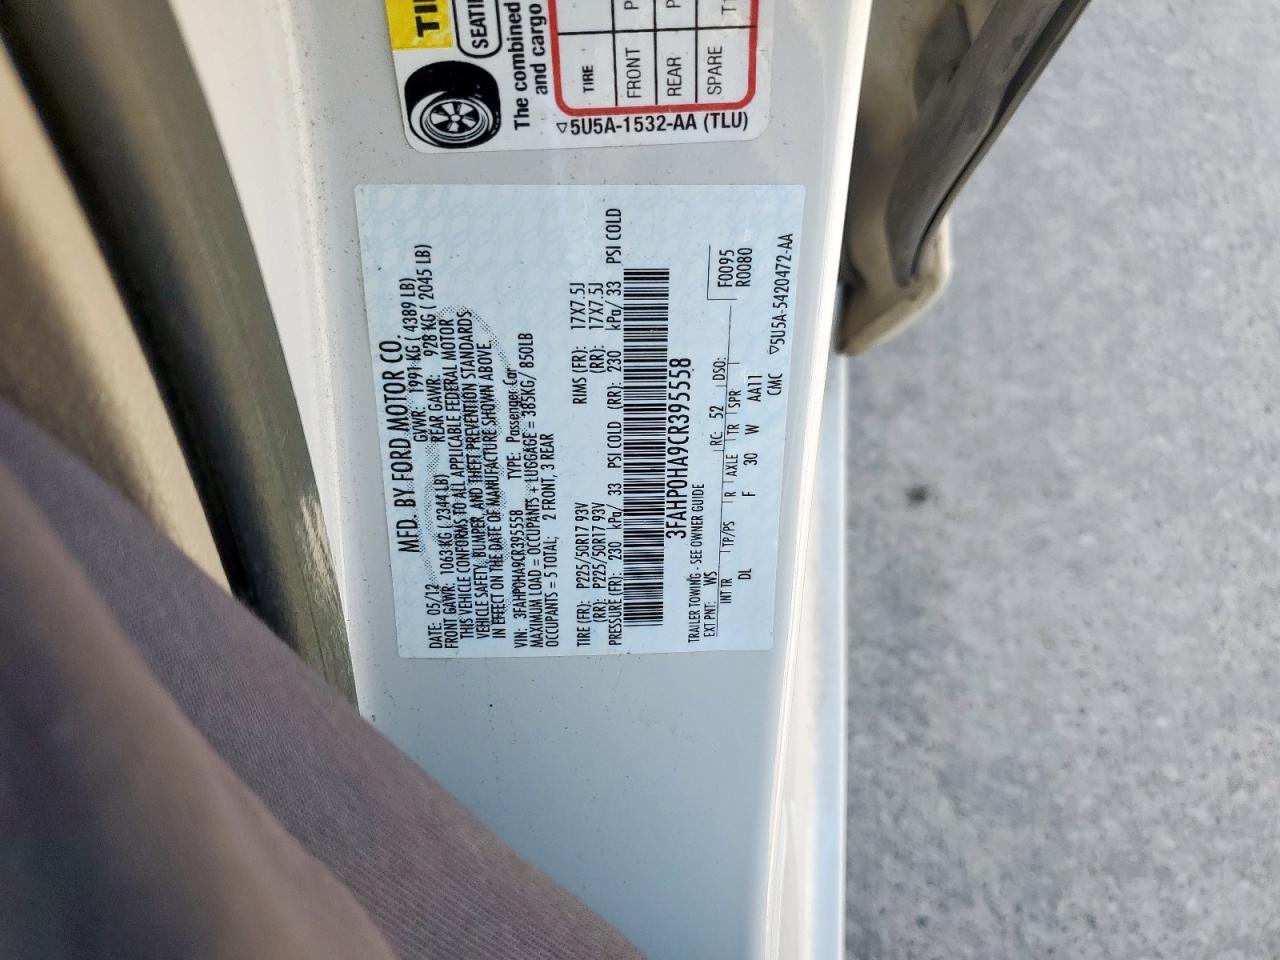 TI
SEATI
The combined
and cargo
TIRE
FRONT P
REAR P
SPARE T1
▽5U5A-1532-AA (TLU)
MFD. BY FORD MOTOR CO.
DATE: 05/12 GVWR: 1991 KG ( 4389 LB)
FRONT GAWR: 1063 KG ( 2344 LB) REAR GAWR: 928 KG ( 2045 LB)
THIS VEHICLE CONFORMS TO ALL APPLICABLE FEDERAL MOTOR
VEHICLE SAFETY, BUMPER, AND THEFT PREVENTION STANDARDS
IN EFFECT ON THE DATE OF MANUFACTURE SHOWN ABOVE.
VIN: 3FAHP0HA9CR395558 TYPE: Passenger Car
MAXIMUM LOAD = OCCUPANTS + LUGGAGE = 385KG/ 850LB
OCCUPANTS = 5 TOTAL; 2 FRONT, 3 REAR
TIRE (FR): P225/50R17 93V RIMS (FR): 17X7.5J
(RR): P225/50R17 93V (RR): 17X7.5J
PRESSURE (FR): 230 kPa/ 33 PSI COLD (RR): 230 kPa/ 33 PSI COLD
3FAHP0HA9CR395558
TRAILER TOWING - SEE OWNER GUIDE F0095
EXT PNT: WS RC: 52 DSO: R0080
INT TR TP/PS R AXLE TR SPR
DL F 30 W AA11
CMC ▽5U5A-5420472-AA